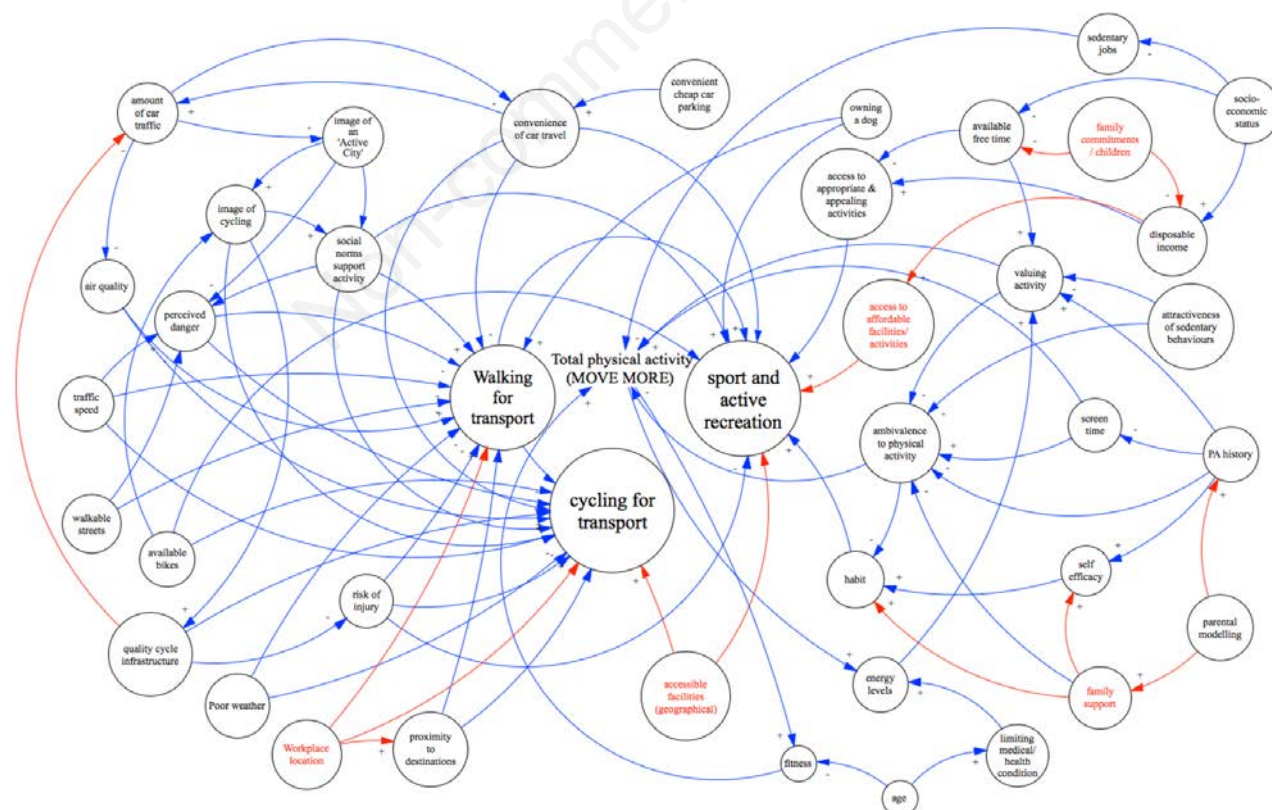 Non-comme
sedentary
jobs
amount
of car
traffic
image of
an
'Active
City'
convenience
of car travel
convenient
cheap car
parking
owning
a dog
available
free time
family
commitments
/ children
socio-
economic
status
image of
cycling
social
norms
support
activity
access to
appropriate &
appealing
activities
disposable
income
air quality
perceived
danger
valuing
activity
access to
affordable
facilities/
activities
attractiveness
of sedentary
behaviours
traffic
speed
Walking
for
transport
Total physical activity
(MOVE MORE)
sport and
active
recreation
ambivalence
to physical
activity
screen
time
PA history
walkable
streets
available
bikes
cycling for
transport
risk of
injury
habit
self
efficacy
parental
modelling
quality cycle
infrastructure
Poor weather
accessible
facilities
(geographical)
energy
levels
family
support
Workplace
location
proximity
to
destinations
fitness
limiting
medical/
health
condition
age